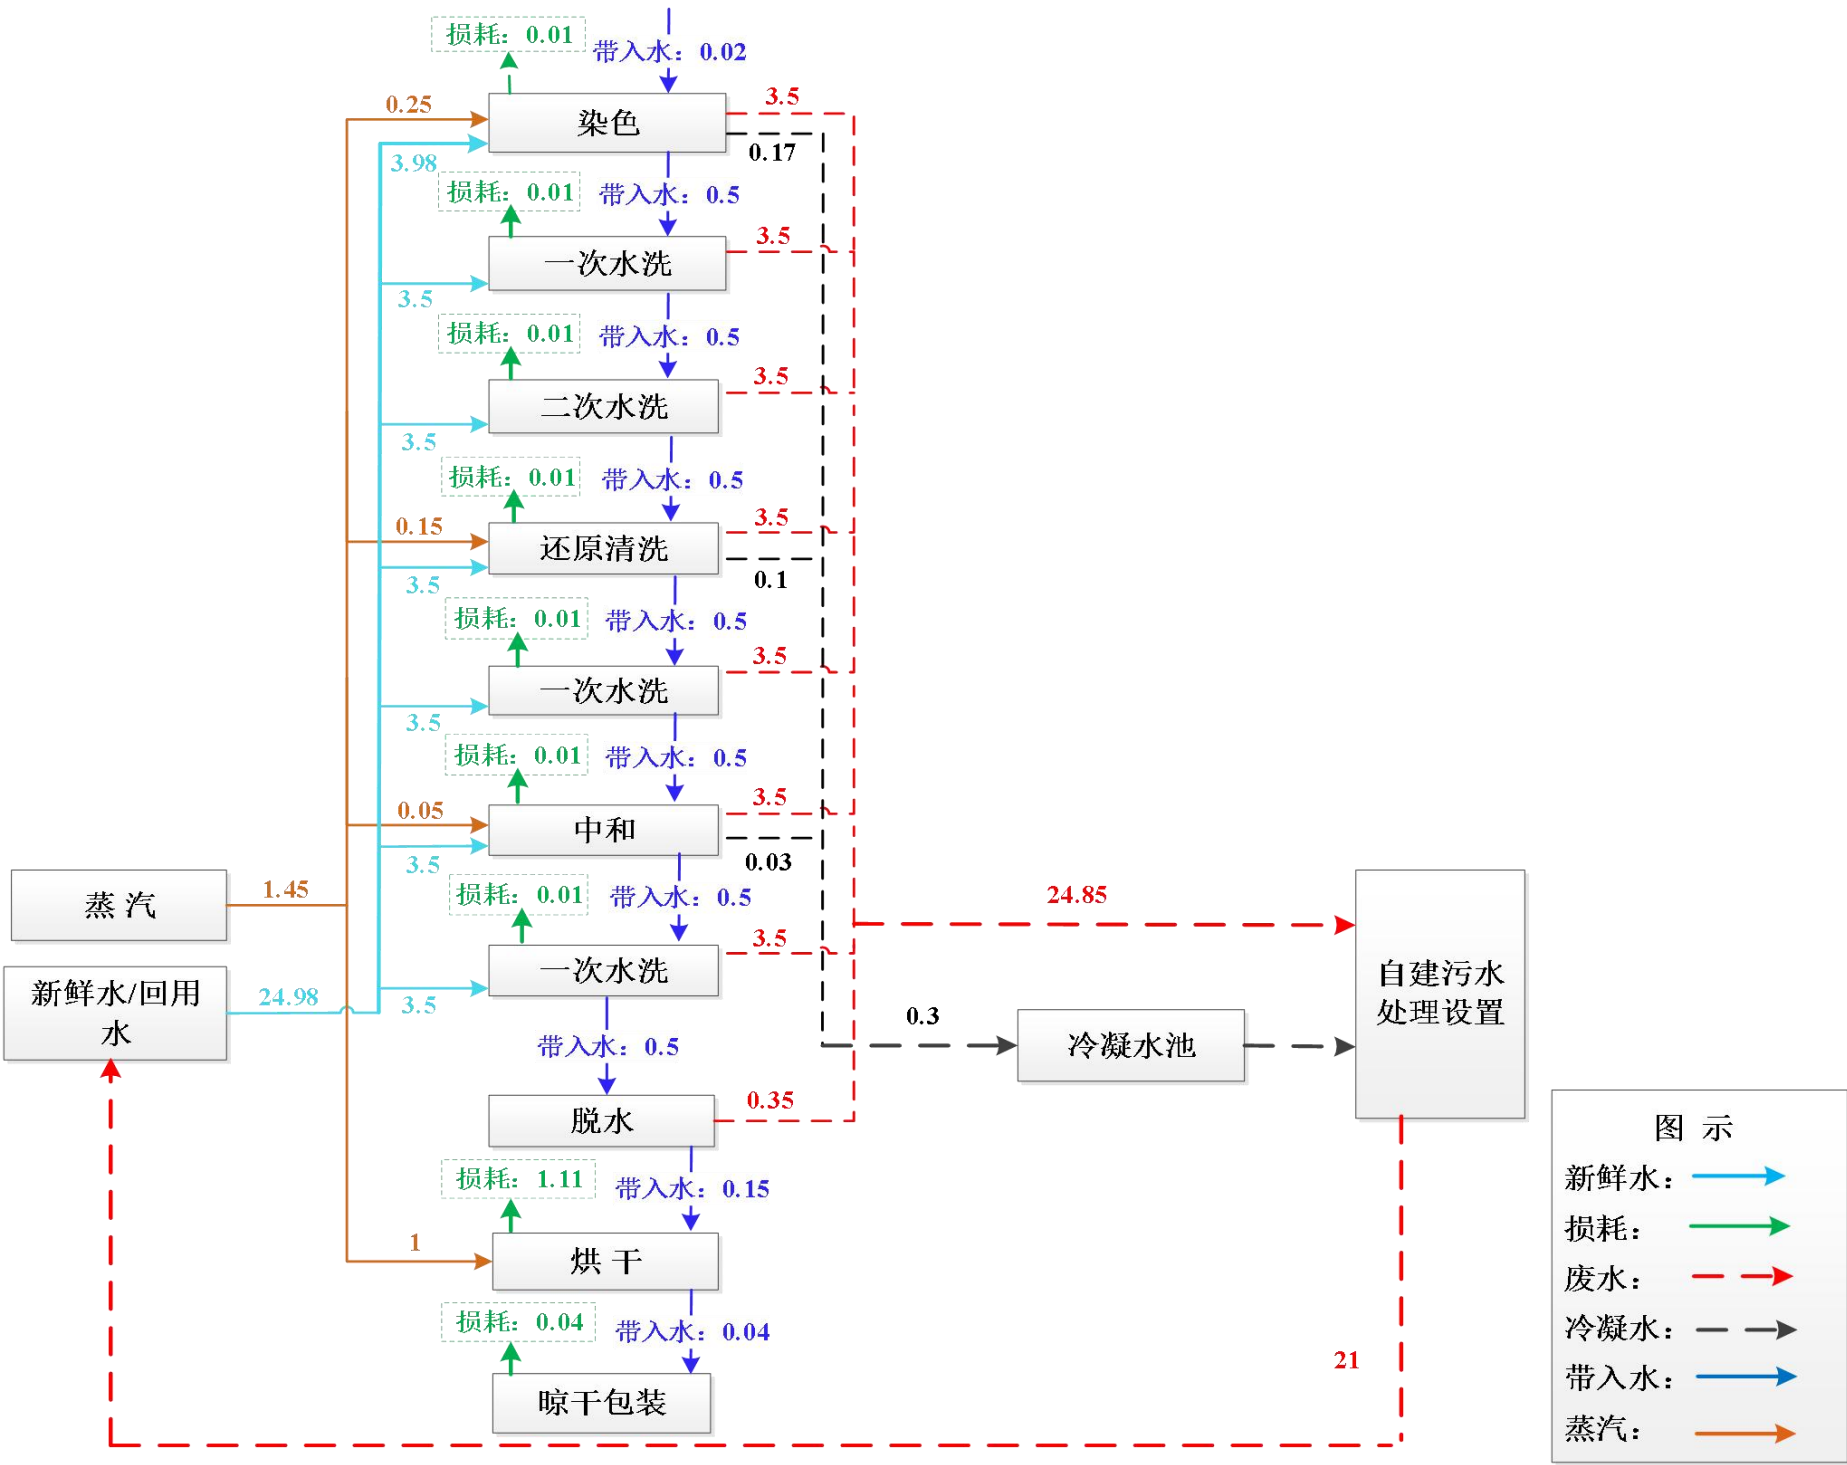 损耗：0.01
带入水：0.02
0.25
染色
3.5
3.98
0.17
损耗：0.01
带入水：0.5
3.5
一次水洗
3.5
损耗：0.01
带入水：0.5
3.5
二次水洗
3.5
损耗：0.01
带入水：0.5
0.15
3.5
还原清洗
3.5
0.1
损耗：0.01
带入水：0.5
3.5
一次水洗
3.5
损耗：0.01
带入水：0.5
0.05
3.5
中和
3.5
0.03
蒸 汽
1.45
损耗：0.01
带入水：0.5
24.85
3.5
一次水洗
新鲜水/回用
水
24.98
3.5
自建污水
处理设置
0.3
冷凝水池
带入水：0.5
脱水
0.35
损耗：1.11
带入水：0.15
1
烘 干
损耗：0.04
带入水：0.04
晾干包装
21
图 示
新鲜水：
损耗：
废水：
冷凝水：
带入水：
蒸汽：